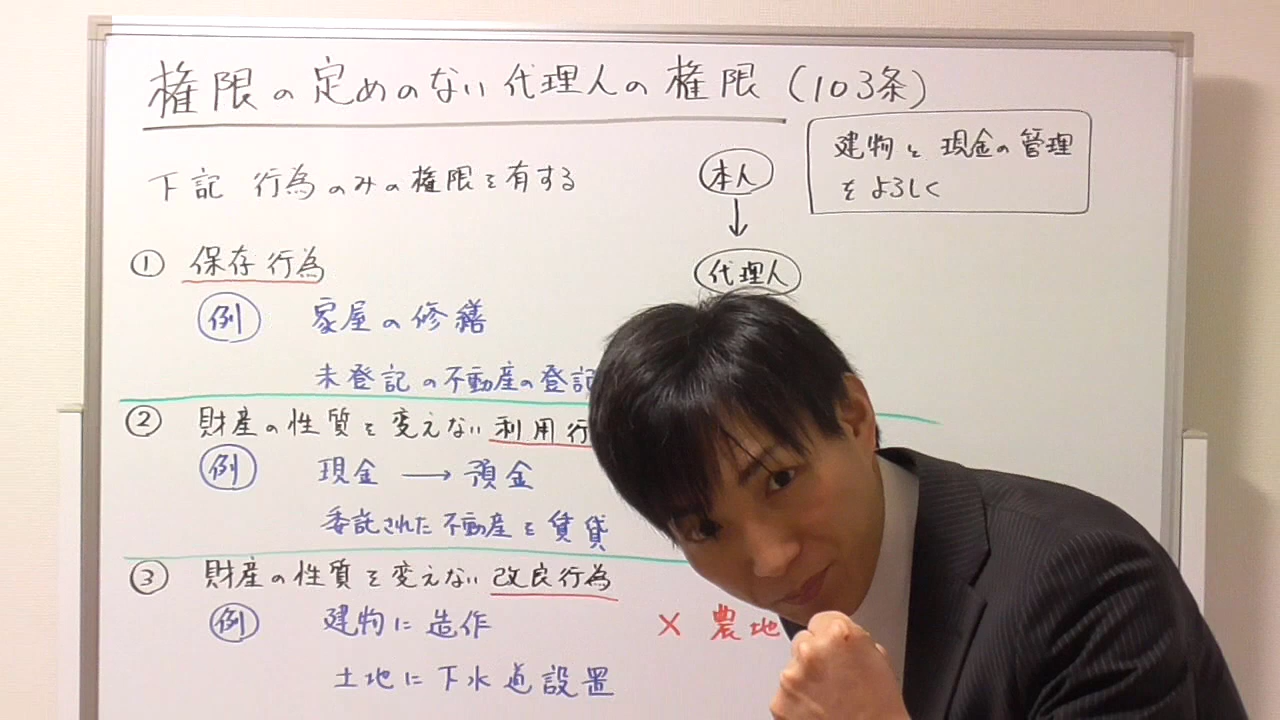 権限の定めのない代理人の権限(103条)
建物と現金の管理
をよろしく
下記 行為のみの権限を有する
本人
↓
代理人
① 保存行為
例 家屋の修繕
未登記の不動産の登記
② 財産の性質を変えない利用行
例 現金 → 預金
委託された不動産を賃貸
③ 財産の性質を変えない改良行為
例 建物に造作
× 農地
土地に下水道設置